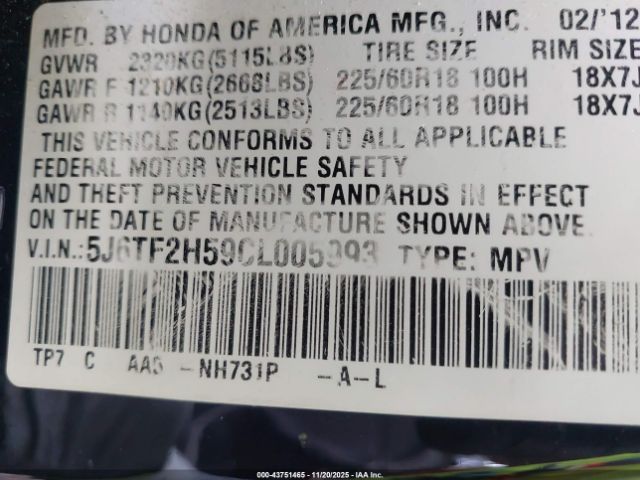 MFD. BY HONDA OF AMERICA MFG., INC. 02/'12
GVWR 2320KG(5115LBS) TIRE SIZE RIM SIZE
GAWR F 1210KG(2668LBS) 225/60R18 100H 18X7J
GAWR R 1140KG(2513LBS) 225/60R18 100H 18X7J
THIS VEHICLE CONFORMS TO ALL APPLICABLE
FEDERAL MOTOR VEHICLE SAFETY
AND THEFT PREVENTION STANDARDS IN EFFECT
ON THE DATE OF MANUFACTURE SHOWN ABOVE.
V.I.N.: 5J6TF2H59CL005993 TYPE: MPV
TP7 C AA5 -NH731P -A-L
000-43751465 - 11/20/2025 - IAA Inc.